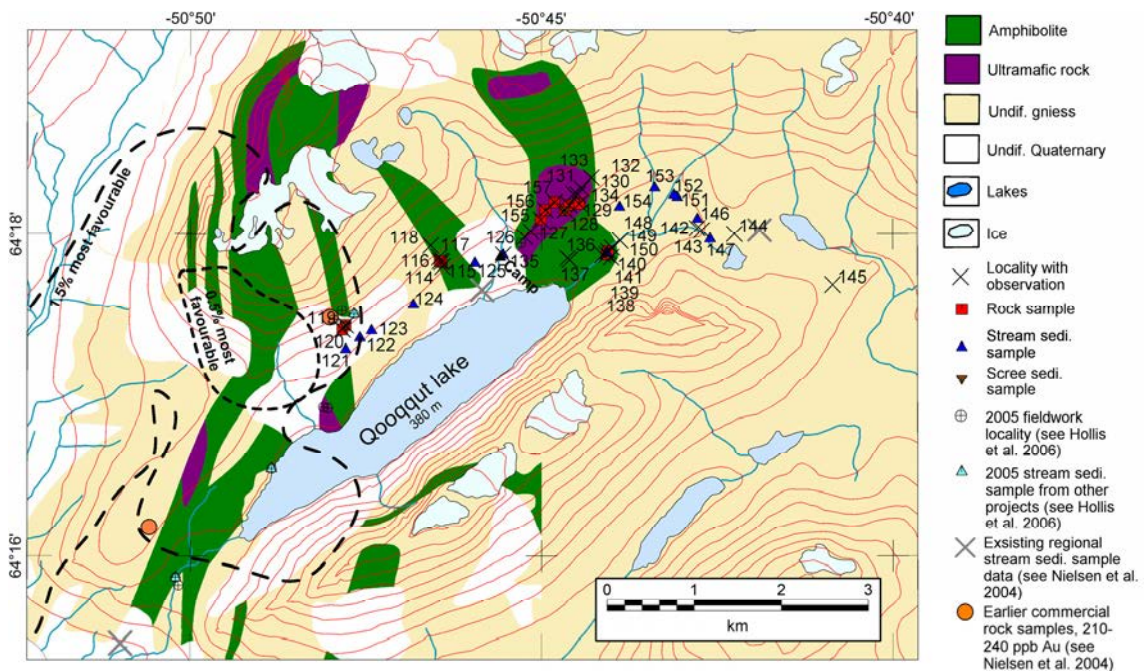 -50°50'
-50°45'
-50°40'
64°18'
64°16'
1.5% most favourable
0.5% most
favourable
Qooqqut lake
380 m
Camp
118
117
116
115
114
119
120
121
122
123
124
125
126
135
133
132
131
130
157
134
156
129
155
128
127
154
153
152
151
146
148
142
144
149
143
147
136
150
137
140
141
139
138
145
0 1 2 3
km
Amphibolite
Ultramafic rock
Undif. gniess
Undif. Quaternary
Lakes
Ice
Locality with
observation
Rock sample
Stream sedi.
sample
Scree sedi.
sample
2005 fieldwork
locality (see Hollis
et al. 2006)
2005 stream sedi.
sample from other
projects (see Hollis
et al. 2006)
Exsisting regional
stream sedi. sample
data (see Nielsen et al.
2004)
Earlier commercial
rock samples, 210-
240 ppb Au (see
Nielsen et al. 2004)